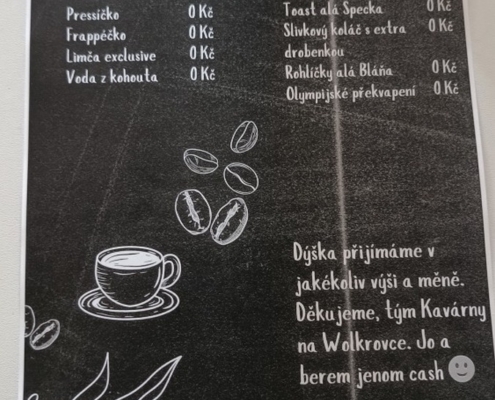 Pressíčko 0 Kč
Frappéčko 0 Kč
Limča exclusive 0 Kč
Voda z kohouta 0 Kč
Toast alá Špecka 0 Kč
Slivkový koláč s extra 0 Kč
drobenkou
Rohlíčky alá Bláňa 0 Kč
Olympijské překvapení 0 Kč
Dýška přijímáme v
jakékoliv výši a méně.
Děkujeme, tým Kavárny
na Wolkrovce. Jo a
berem jenom cash